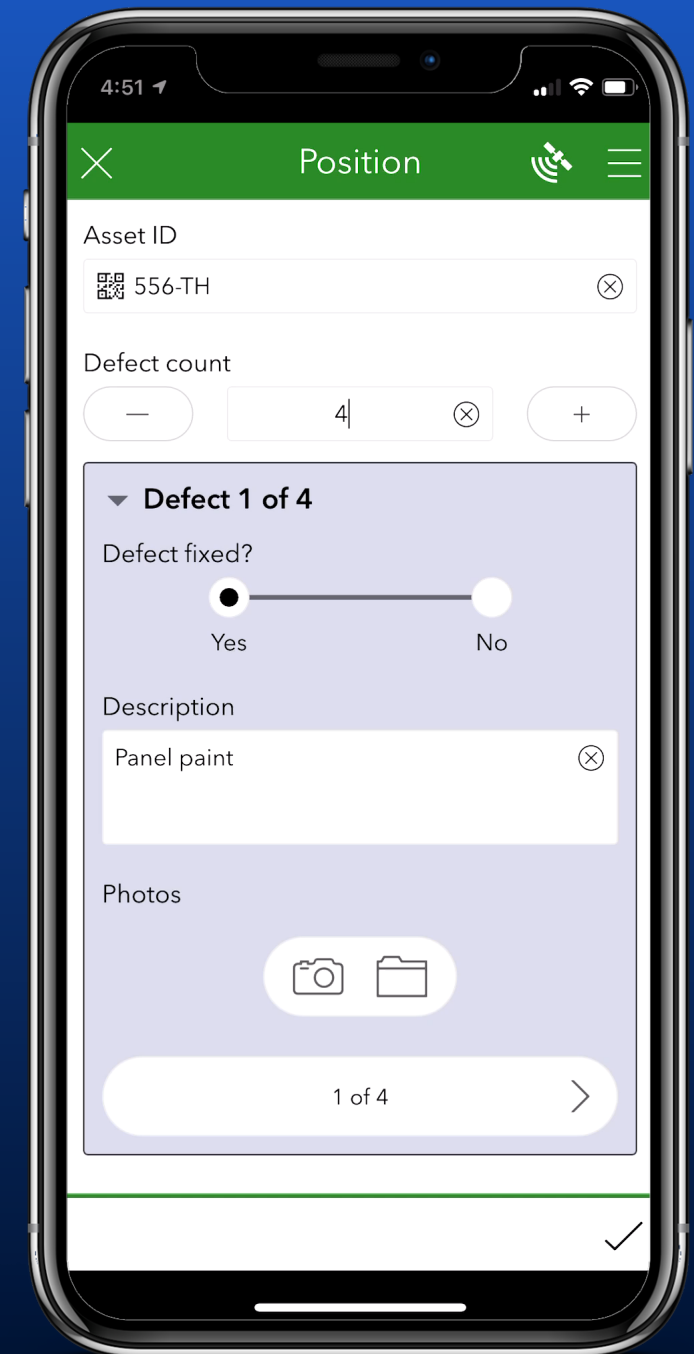 4:51
Position
Asset ID
556-TH
Defect count
4
Defect 1 of 4
Defect fixed?
Yes No
Description
Panel paint
Photos
1 of 4